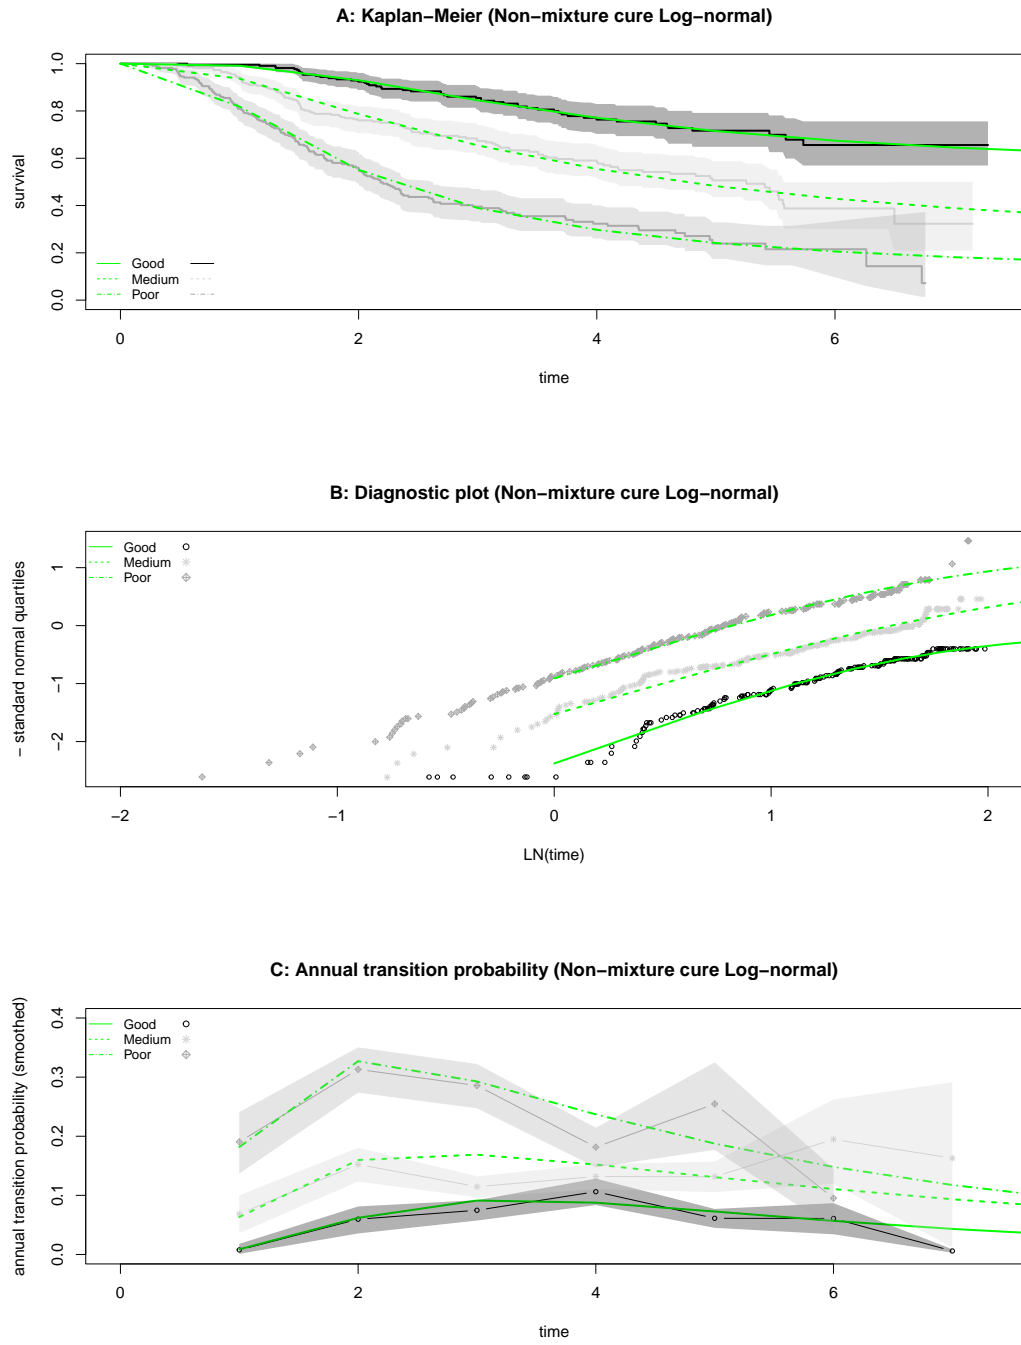 A: Kaplan−Meier (Non−mixture cure Log−normal)
survival
1.0
0.8
0.6
0.4
0.2
0.0
Good
Medium
Poor
0 2 4 6
time
B: Diagnostic plot (Non−mixture cure Log−normal)
− standard normal quartiles
1
0
−1
−2
Good
Medium
Poor
−2 −1 0 1 2
LN(time)
C: Annual transition probability (Non−mixture cure Log−normal)
annual transition probability (smoothed)
0.4
0.3
0.2
0.1
0.0
Good
Medium
Poor
0 2 4 6
time